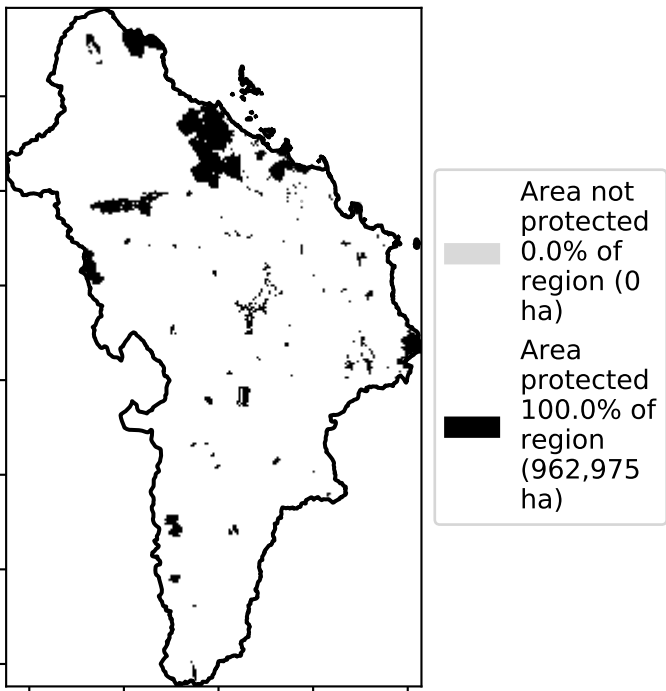 Area not
protected
0.0% of
region (0
ha)
Area
protected
100.0% of
region
(962,975
ha)